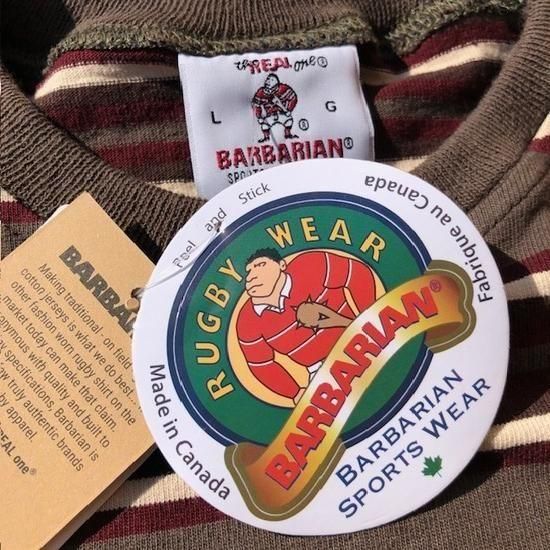 the REAL one®
L G
®
BARBARIAN®
SPORTS
Peel and Stick
Fabriqué au Canada
RUGBY WEAR
BARBARIAN®
BARBARIAN
SPORTS WEAR
Made in Canada
BARBA
Making traditional, on field
cotton jerseys is what we do best
other fashion worn rugby shirt on the
market today can make that claim.
onymous with quality and built to
specifications, Barbarian is
truly authentic brands
by apparel.
REAL one®